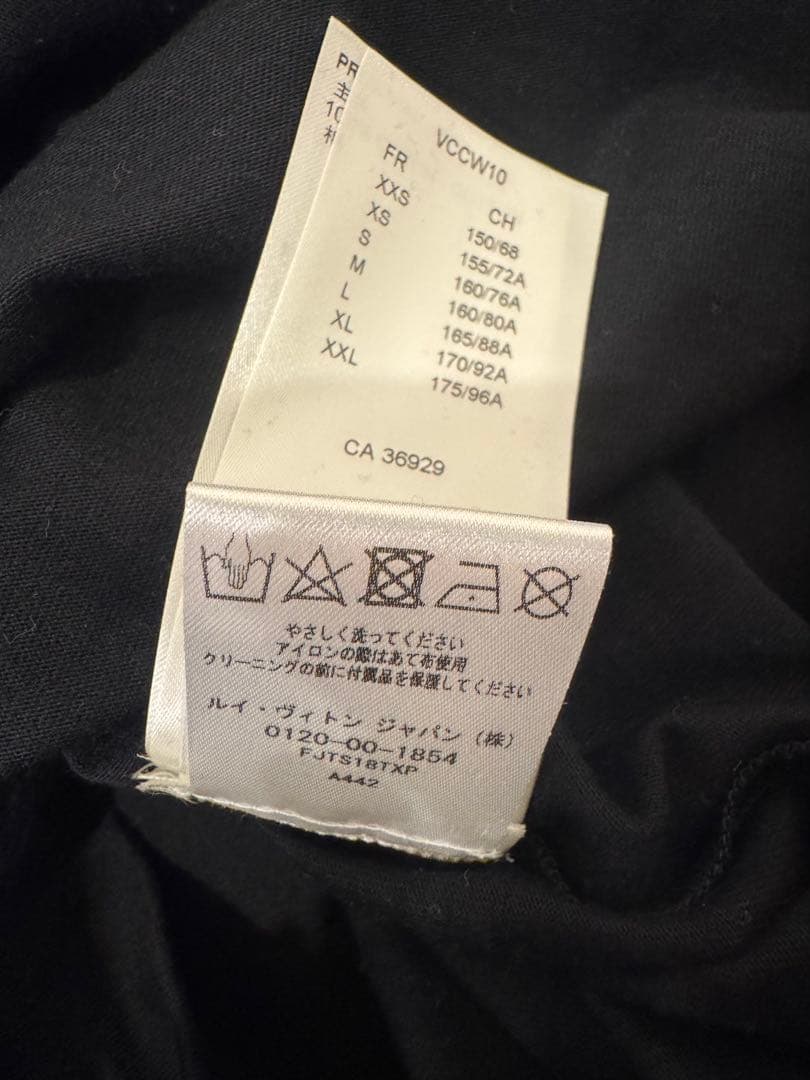 PR
主
10
VCCW10
FR CH
XXS 150/68
XS 155/72A
S 160/76A
M 160/80A
L 165/88A
XL 170/92A
XXL 175/96A
CA 36929
やさしく洗ってください
アイロンの際はあて布使用
クリーニングの前に付属品を保護してください
ルイ・ヴィトン ジャパン (株)
0120-00-1854
FJTS18TXP
A442